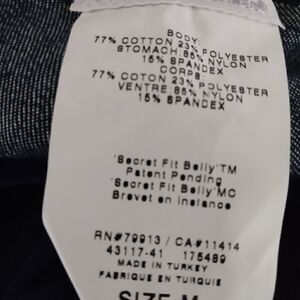 BODY:
77% COTTON 23% POLYESTER
STOMACH: 85% NYLON
15% SPANDEX
CORPS:
77% COTON 23% POLYESTER
VENTRE: 85% NYLON
15% SPANDEX
'Secret Fit Belly'TM
Patent Pending
'Secret Fit Belly'MC
Brevet en instance
RN#79913 / CA#11414
43117-41 175489
MADE IN TURKEY
FABRIQUE EN TURQUIE
SIZE M